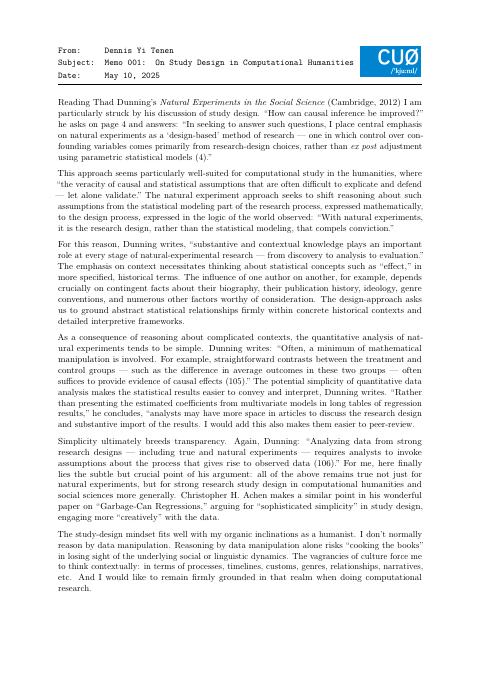 From: Dennis Yi Tenen
Subject: Memo 001: On Study Design in Computational Humanities
Date: May 10, 2025
CUØ
/ˈkjuːml/
Reading Thad Dunning's Natural Experiments in the Social Science (Cambridge, 2012) I am
particularly struck by his discussion of study design. "How can causal inference be improved?"
he asks on page 4 and answers: "In seeking to answer such questions, I place central emphasis
on natural experiments as a 'design-based' method of research — one in which control over con-
founding variables comes primarily from research-design choices, rather than ex post adjustment
using parametric statistical models (4)."
This approach seems particularly well-suited for computational study in the humanities, where
"the veracity of causal and statistical assumptions that are often difficult to explicate and defend
— let alone validate." The natural experiment approach seeks to shift reasoning about such
assumptions from the statistical modeling part of the research process, expressed mathematically,
to the design process, expressed in the logic of the world observed: "With natural experiments,
it is the research design, rather than the statistical modeling, that compels conviction."
For this reason, Dunning writes, "substantive and contextual knowledge plays an important
role at every stage of natural-experimental research — from discovery to analysis to evaluation."
The emphasis on context necessitates thinking about statistical concepts such as "effect," in
more specified, historical terms. The influence of one author on another, for example, depends
crucially on contingent facts about their biography, their publication history, ideology, genre
conventions, and numerous other factors worthy of consideration. The design-approach asks
us to ground abstract statistical relationships firmly within concrete historical contexts and
detailed interpretive frameworks.
As a consequence of reasoning about complicated contexts, the quantitative analysis of nat-
ural experiments tends to be simple. Dunning writes: "Often, a minimum of mathematical
manipulation is involved. For example, straightforward contrasts between the treatment and
control groups — such as the difference in average outcomes in these two groups — often
suffices to provide evidence of causal effects (105)." The potential simplicity of quantitative data
analysis makes the statistical results easier to convey and interpret, Dunning writes. "Rather
than presenting the estimated coefficients from multivariate models in long tables of regression
results," he concludes, "analysts may have more space in articles to discuss the research design
and substantive import of the results. I would add this also makes them easier to peer-review.
Simplicity ultimately breeds transparency. Again, Dunning: "Analyzing data from strong
research designs — including true and natural experiments — requires analysts to invoke
assumptions about the process that gives rise to observed data (106)." For me, here finally
lies the subtle but crucial point of his argument: all of the above remains true not just for
natural experiments, but for strong research study design in computational humanities and
social sciences more generally. Christopher H. Achen makes a similar point in his wonderful
paper on "Garbage-Can Regressions," arguing for "sophisticated simplicity" in study design,
engaging more "creatively" with the data.
The study-design mindset fits well with my organic inclinations as a humanist. I don't normally
reason by data manipulation. Reasoning by data manipulation alone risks "cooking the books"
in losing sight of the underlying social or linguistic dynamics. The vagrancies of culture force me
to think contextually: in terms of processes, timelines, customs, genres, relationships, narratives,
etc. And I would like to remain firmly grounded in that realm when doing computational
research.